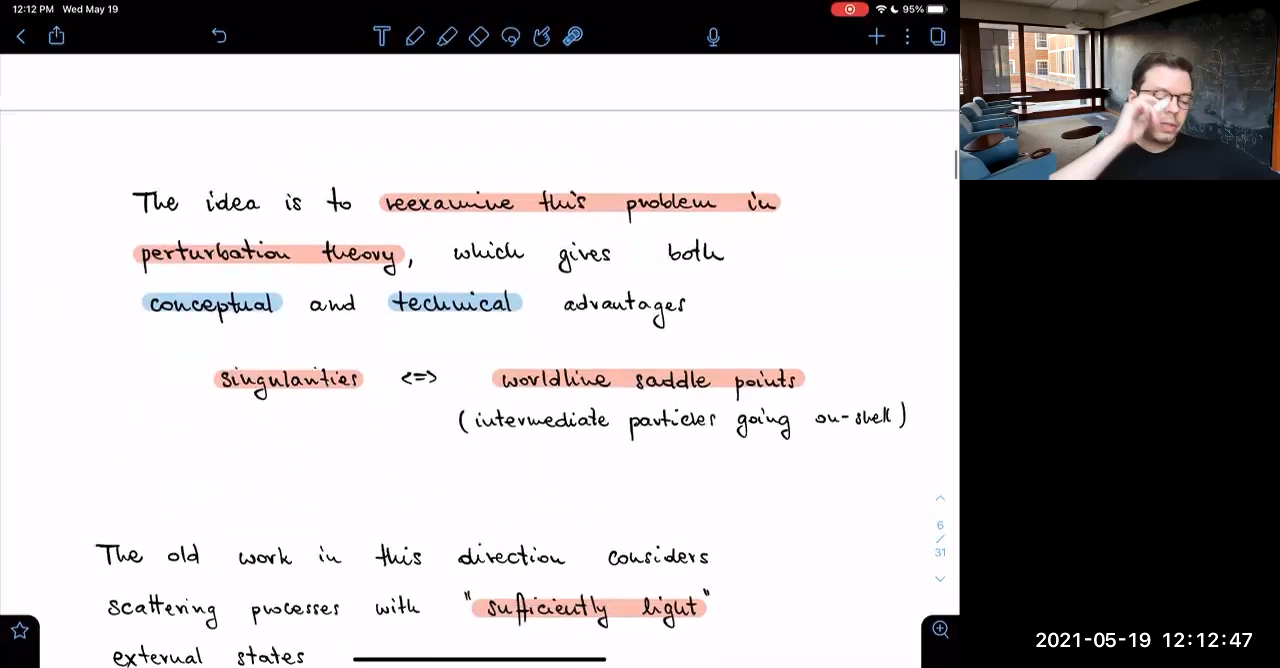 12:12 PM Wed May 19
95%
The idea is to reexamine this problem in
perturbation theory, which gives both
conceptual and technical advantages
singularities <=> worldline saddle points
(intermediate particles going on-shell)
6
/
31
The old work in this direction considers
scattering processes with "sufficiently light"
external states
2021-05-19 12:12:47